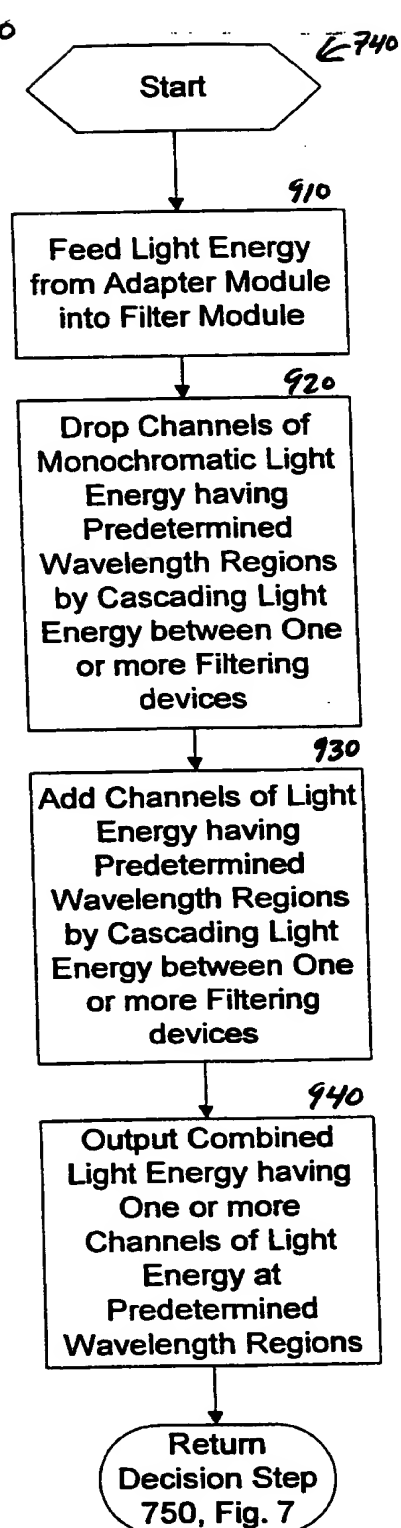 740
Start
910
Feed Light Energy
from Adapter Module
into Filter Module
920
Drop Channels of
Monochromatic Light
Energy having
Predetermined
Wavelength Regions
by Cascading Light
Energy between One
or more Filtering
devices
930
Add Channels of Light
Energy having
Predetermined
Wavelength Regions
by Cascading Light
Energy between One
or more Filtering
devices
940
Output Combined
Light Energy having
One or more
Channels of Light
Energy at
Predetermined
Wavelength Regions
Return
Decision Step
750, Fig. 7